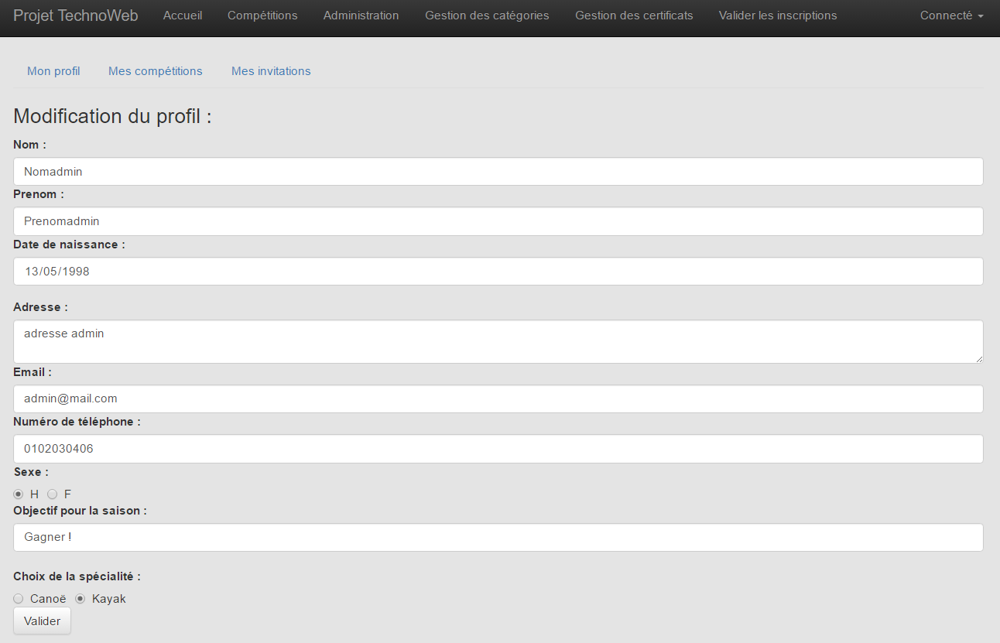 Projet TechnoWeb Accueil Compétitions Administration Gestion des catégories Gestion des certificats Valider les inscriptions Connecté
Mon profil Mes compétitions Mes invitations
Modification du profil :
Nom :
Nomadmin
Prenom :
Prenomadmin
Date de naissance :
13/05/1998
Adresse :
adresse admin
Email :
admin@mail.com
Numéro de téléphone :
0102030406
Sexe :
H F
Objectif pour la saison :
Gagner !
Choix de la spécialité :
Canoë Kayak
Valider